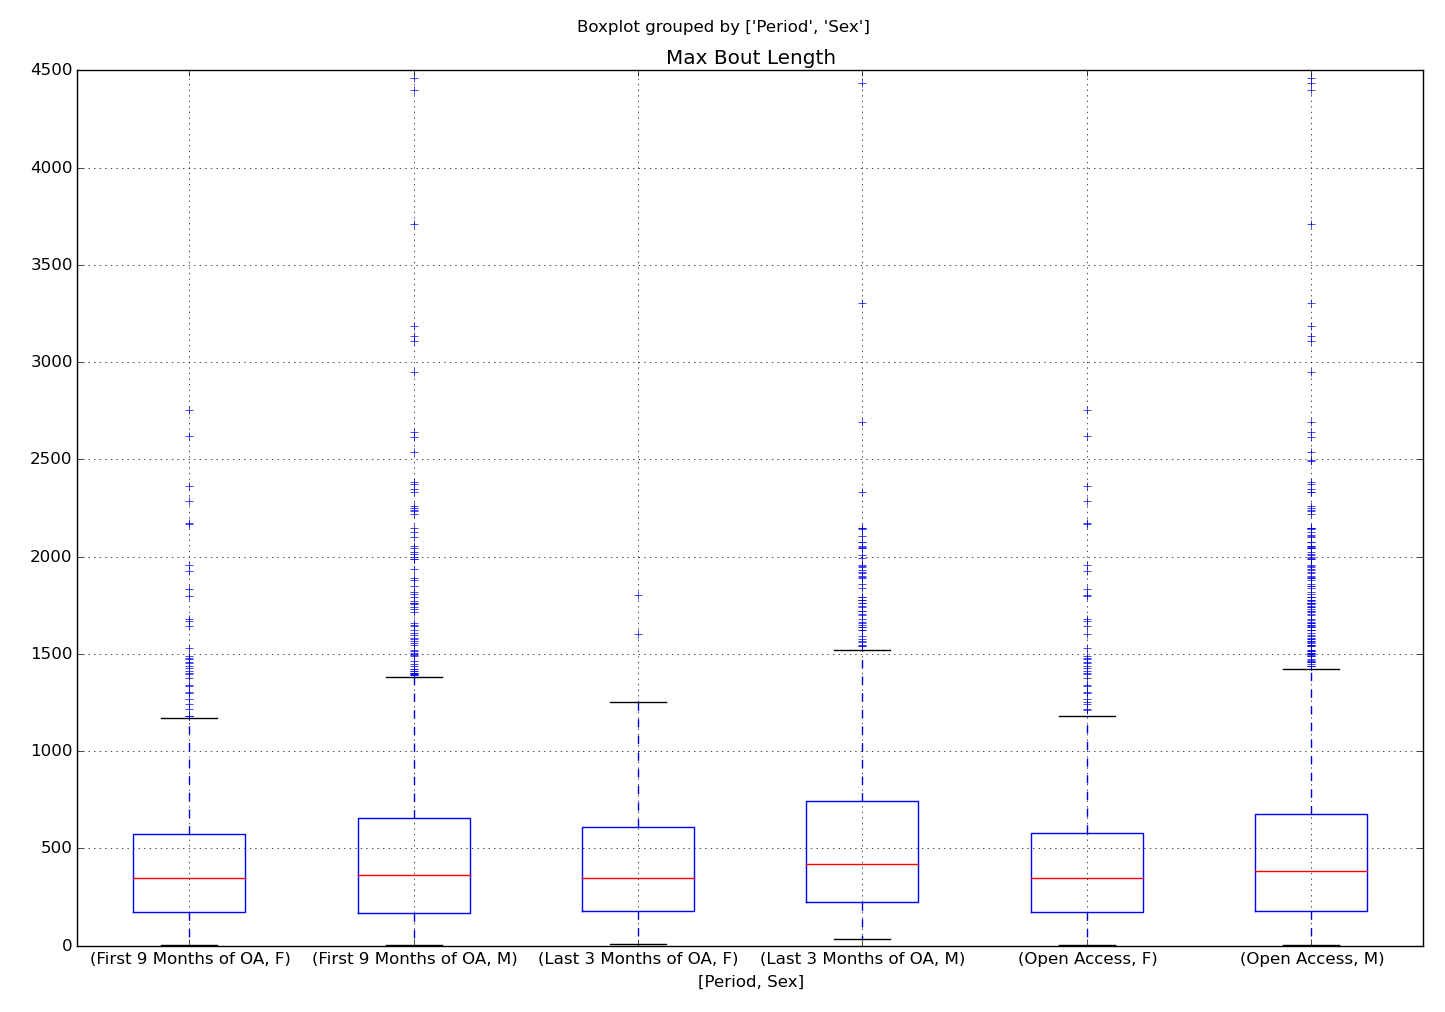 Boxplot grouped by ['Period', 'Sex']
Max Bout Length
4500
4000
3500
3000
2500
2000
1500
1000
500
0
(First 9 Months of OA, F) (First 9 Months of OA, M) (Last 3 Months of OA, F) (Last 3 Months of OA, M) (Open Access, F) (Open Access, M)
[Period, Sex]